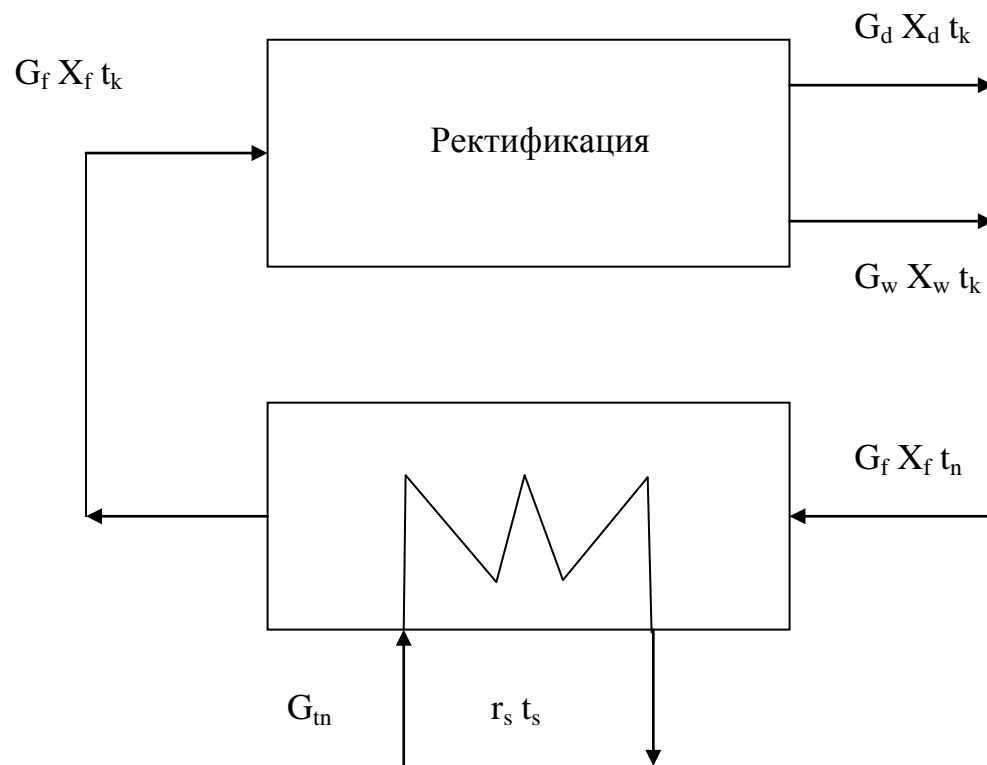 G_d X_d t_k
G_f X_f t_k
Ректификация
G_w X_w t_k
G_f X_f t_n
G_tn
r_s t_s